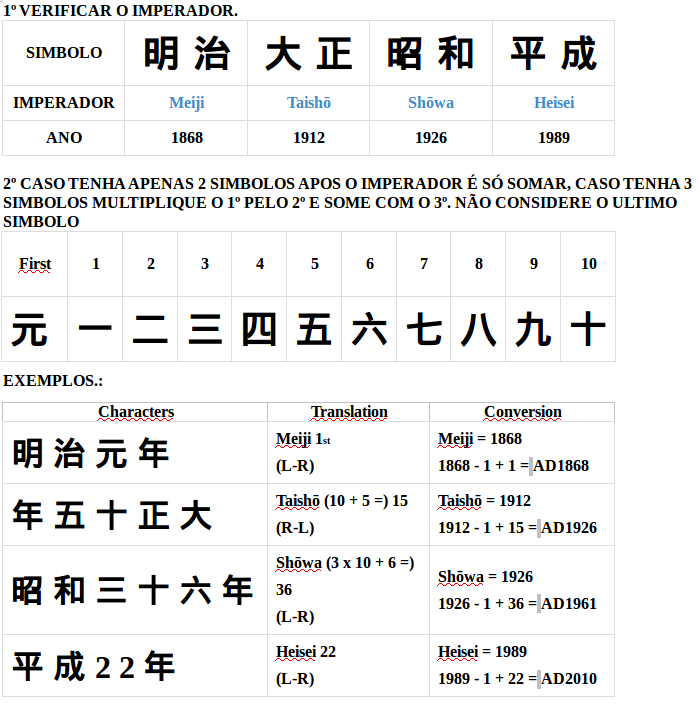 1º VERIFICAR O IMPERADOR.
SIMBOLO 明治 大正 昭和 平成
IMPERADOR Meiji Taishō Shōwa Heisei
ANO 1868 1912 1926 1989
2º CASO TENHA APENAS 2 SIMBOLOS APOS O IMPERADOR É SÓ SOMAR, CASO TENHA 3
SIMBOLOS MULTIPLIQUE O 1º PELO 2º E SOME COM O 3º. NÃO CONSIDERE O ULTIMO
SIMBOLO
First 1 2 3 4 5 6 7 8 9 10
元 一 二 三 四 五 六 七 八 九 十
EXEMPLOS.:
Characters Translation Conversion
明治元年
Meiji 1st
(L-R)
Meiji = 1868
1868 - 1 + 1 = AD1868
年五十正大
Taishō (10 + 5 =) 15
(R-L)
Taishō = 1912
1912 - 1 + 15 = AD1926
昭和三十六年
Shōwa (3 x 10 + 6 =)
36
(L-R)
Shōwa = 1926
1926 - 1 + 36 = AD1961
平成22年
Heisei 22
(L-R)
Heisei = 1989
1989 - 1 + 22 = AD2010